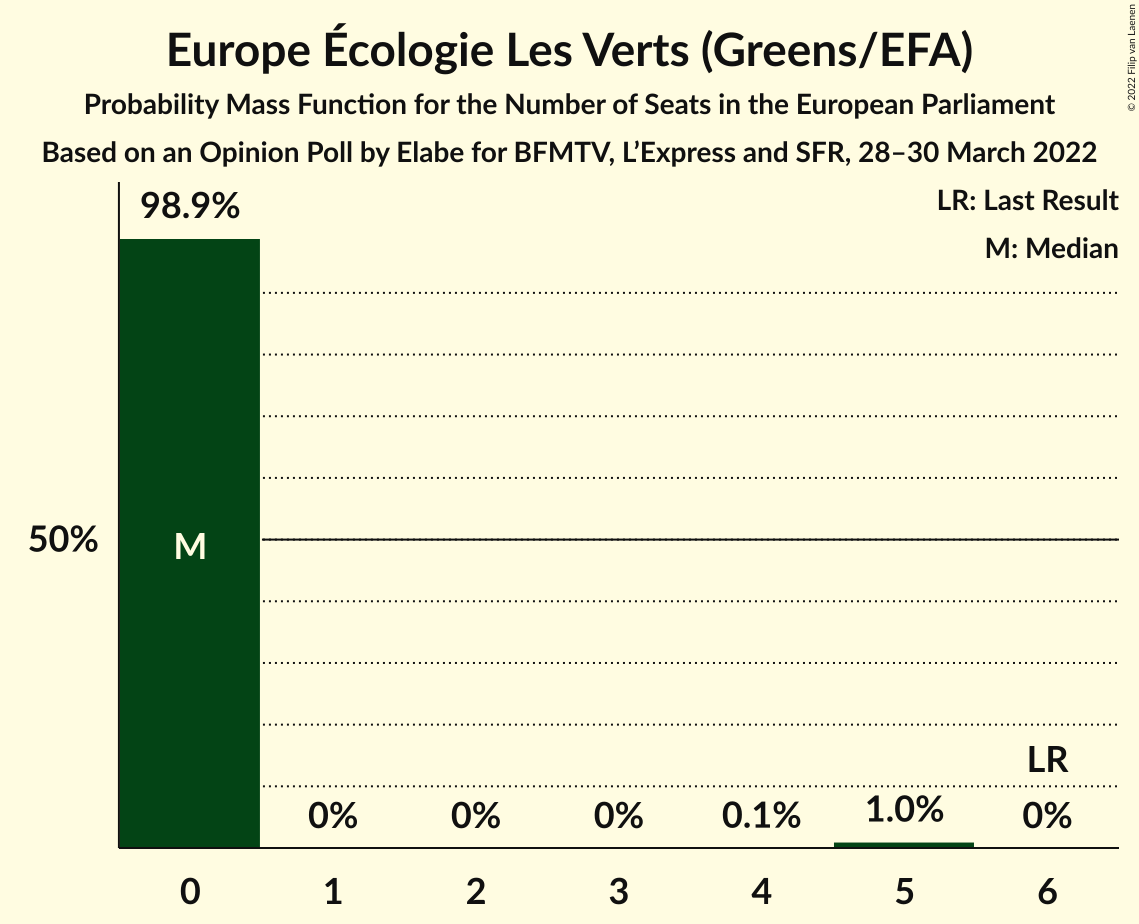 Europe Écologie Les Verts (Greens/EFA)
Probability Mass Function for the Number of Seats in the European Parliament
Based on an Opinion Poll by Elabe for BFMTV, L’Express and SFR, 28–30 March 2022
© 2022 Filip van Laenen
LR: Last Result
M: Median
98.9%
50%
M
LR
0% 0% 0% 0.1% 1.0% 0%
0 1 2 3 4 5 6